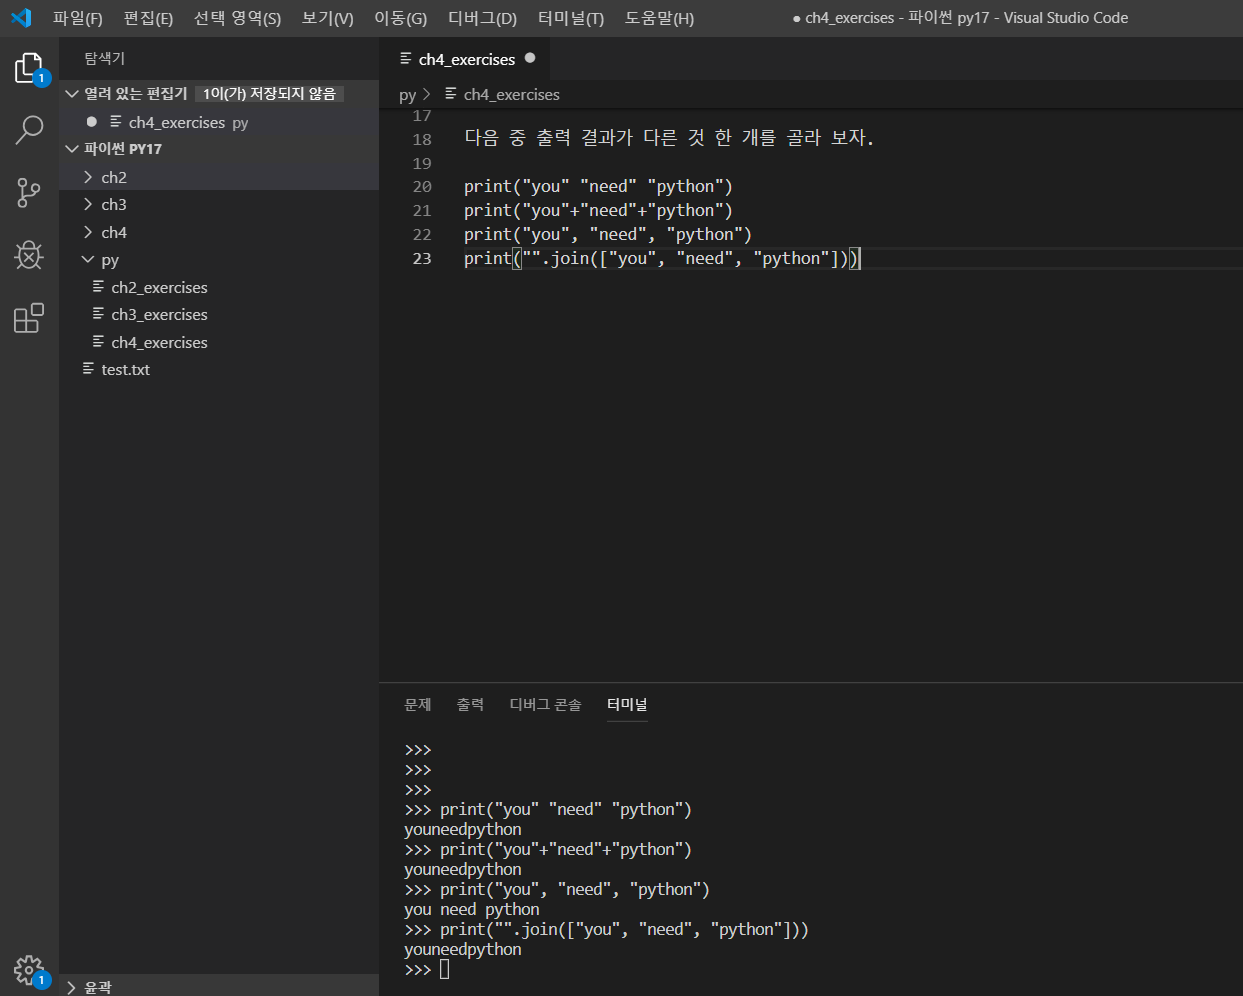 파일(F) 편집(E) 선택 영역(S) 보기(V) 이동(G) 디버그(D) 터미널(T) 도움말(H) ● ch4_exercises - 파이썬 py17 - Visual Studio Code
탐색기
열려 있는 편집기 1이(가) 저장되지 않음
ch4_exercises py
파이썬 PY17
ch2
ch3
ch4
py
ch2_exercises
ch3_exercises
ch4_exercises
test.txt
윤곽
1
1
ch4_exercises
py > ch4_exercises
17
18 다음 중 출력 결과가 다른 것 한 개를 골라 보자.
19
20 print("you" "need" "python")
21 print("you"+"need"+"python")
22 print("you", "need", "python")
23 print("".join(["you", "need", "python"]))
문제 출력 디버그 콘솔 터미널
>>>
>>>
>>>
>>> print("you" "need" "python")
youneedpython
>>> print("you"+"need"+"python")
youneedpython
>>> print("you", "need", "python")
you need python
>>> print("".join(["you", "need", "python"]))
youneedpython
>>>